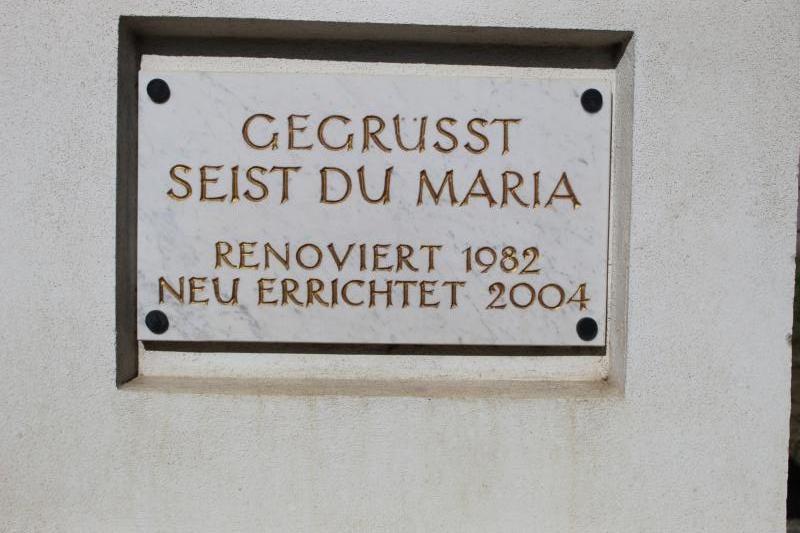 GEGRÜSST
SEIST DU MARIA
RENOVIERT 1982
NEU ERRICHTET 2004